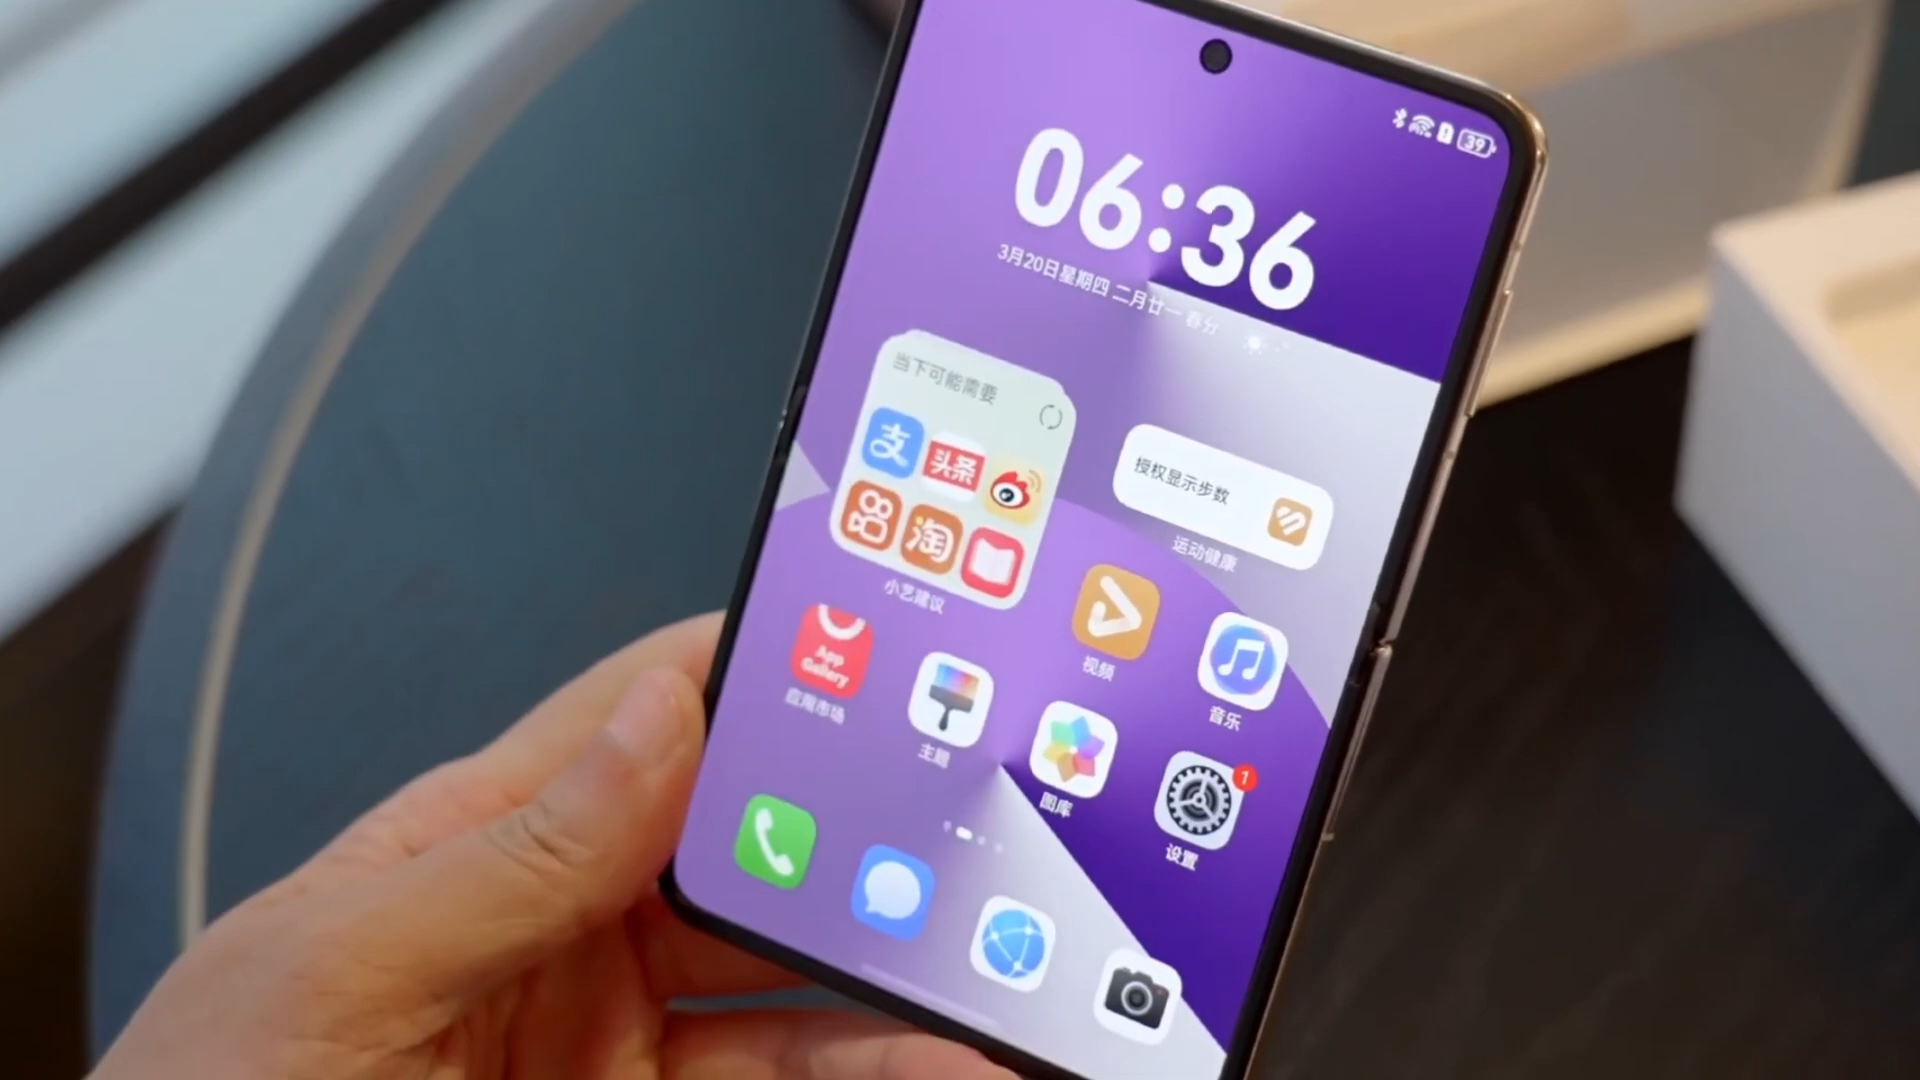 39
06:36
3月20日星期四 二月廿一 春分
当下可能需要
支
头条
淘
授权显示步数
运动健康
小艺建议
视频
音乐
App
Gallery
应用市场
主题
图库
1
设置